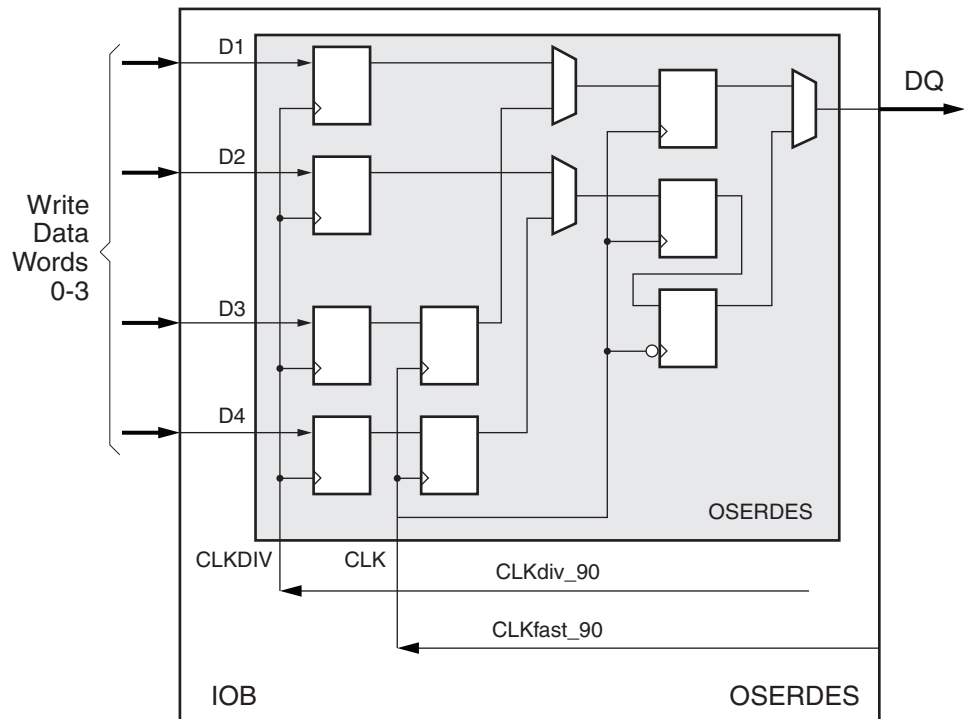 D1
DQ
D2
Write
Data
Words
0-3
D3
D4
OSERDES
CLKDIV
CLK
CLKdiv_90
CLKfast_90
IOB
OSERDES